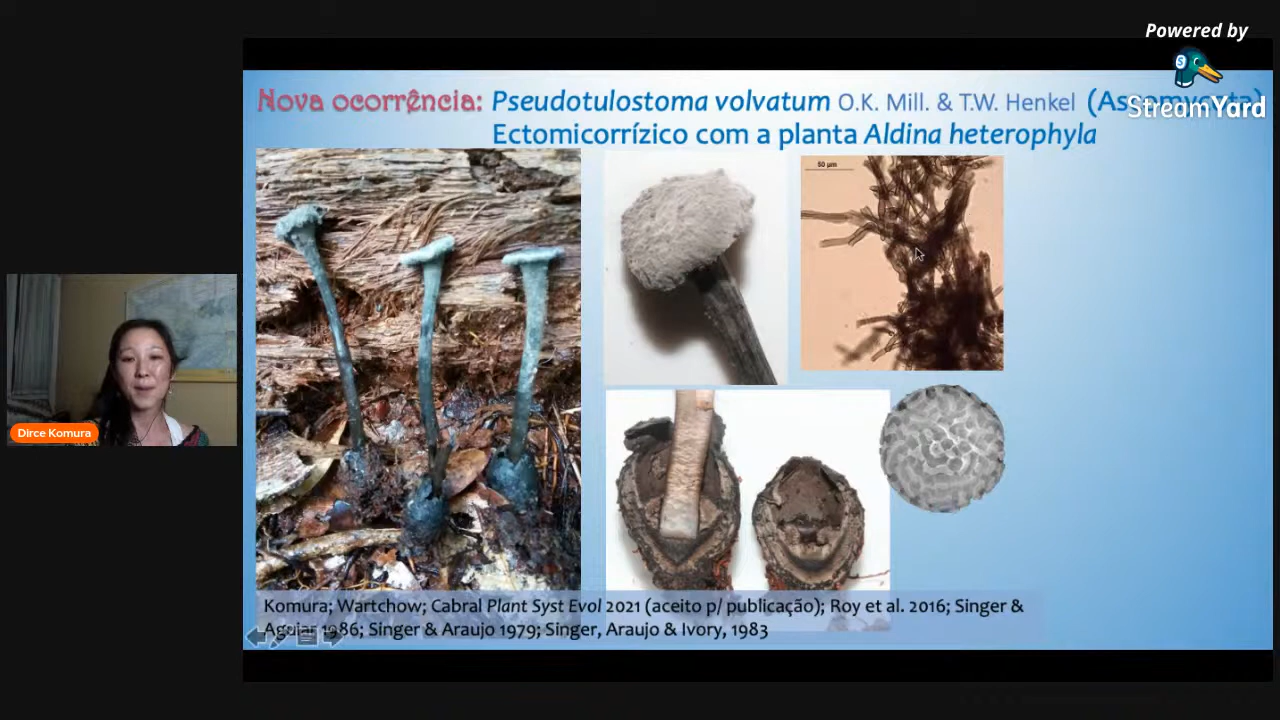 Powered by
StreamYard
Nova ocorrência: Pseudotulostoma volvatum O.K. Mill. & T.W. Henkel
Ectomicorrízico com a planta Aldina heterophylla
50 µm
Dirce Komura
Komura; Wartchow; Cabral Plant Syst Evol 2021 (aceito p/ publicação); Roy et al. 2016; Singer &
Aguiar 1986; Singer & Araujo 1979; Singer, Araujo & Ivory, 1983